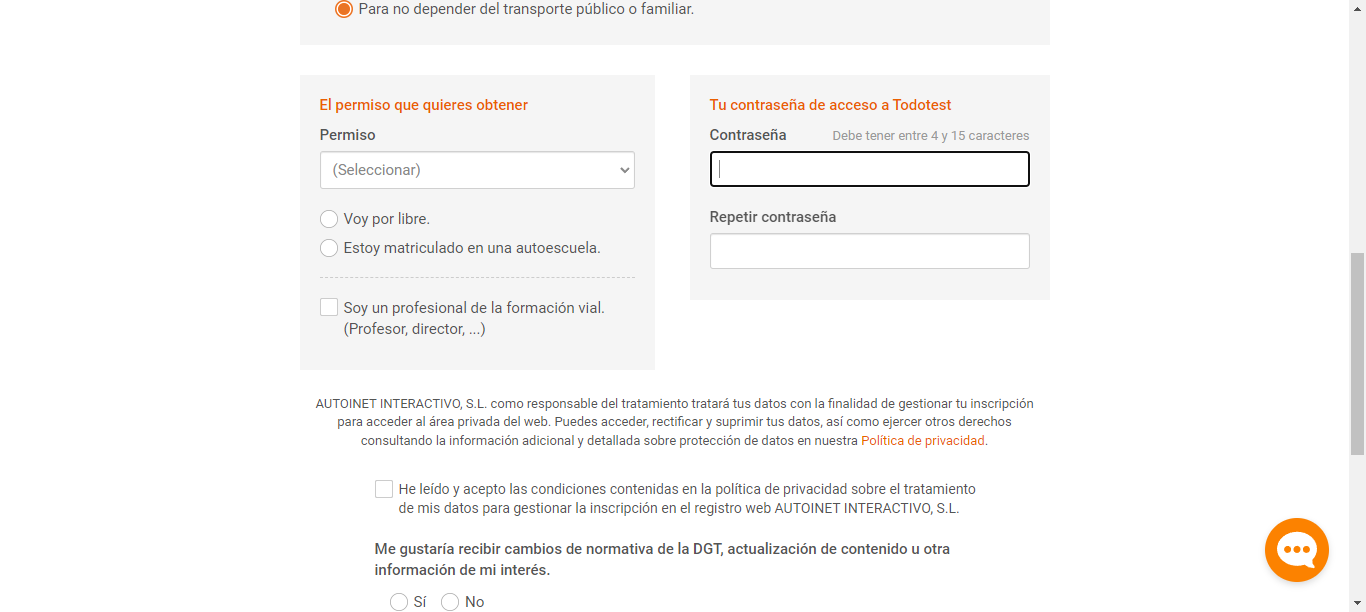 Para no depender del transporte público o familiar.
El permiso que quieres obtener
Permiso
(Seleccionar)
Voy por libre.
Estoy matriculado en una autoescuela.
Soy un profesional de la formación vial.
(Profesor, director, ...)
Tu contraseña de acceso a Todotest
Contraseña Debe tener entre 4 y 15 caracteres
Repetir contraseña
AUTOINET INTERACTIVO, S.L. como responsable del tratamiento tratará tus datos con la finalidad de gestionar tu inscripción
para acceder al área privada del web. Puedes acceder, rectificar y suprimir tus datos, así como ejercer otros derechos
consultando la información adicional y detallada sobre protección de datos en nuestra Política de privacidad.
He leído y acepto las condiciones contenidas en la política de privacidad sobre el tratamiento
de mis datos para gestionar la inscripción en el registro web AUTOINET INTERACTIVO, S.L.
Me gustaría recibir cambios de normativa de la DGT, actualización de contenido u otra
información de mi interés.
Sí No